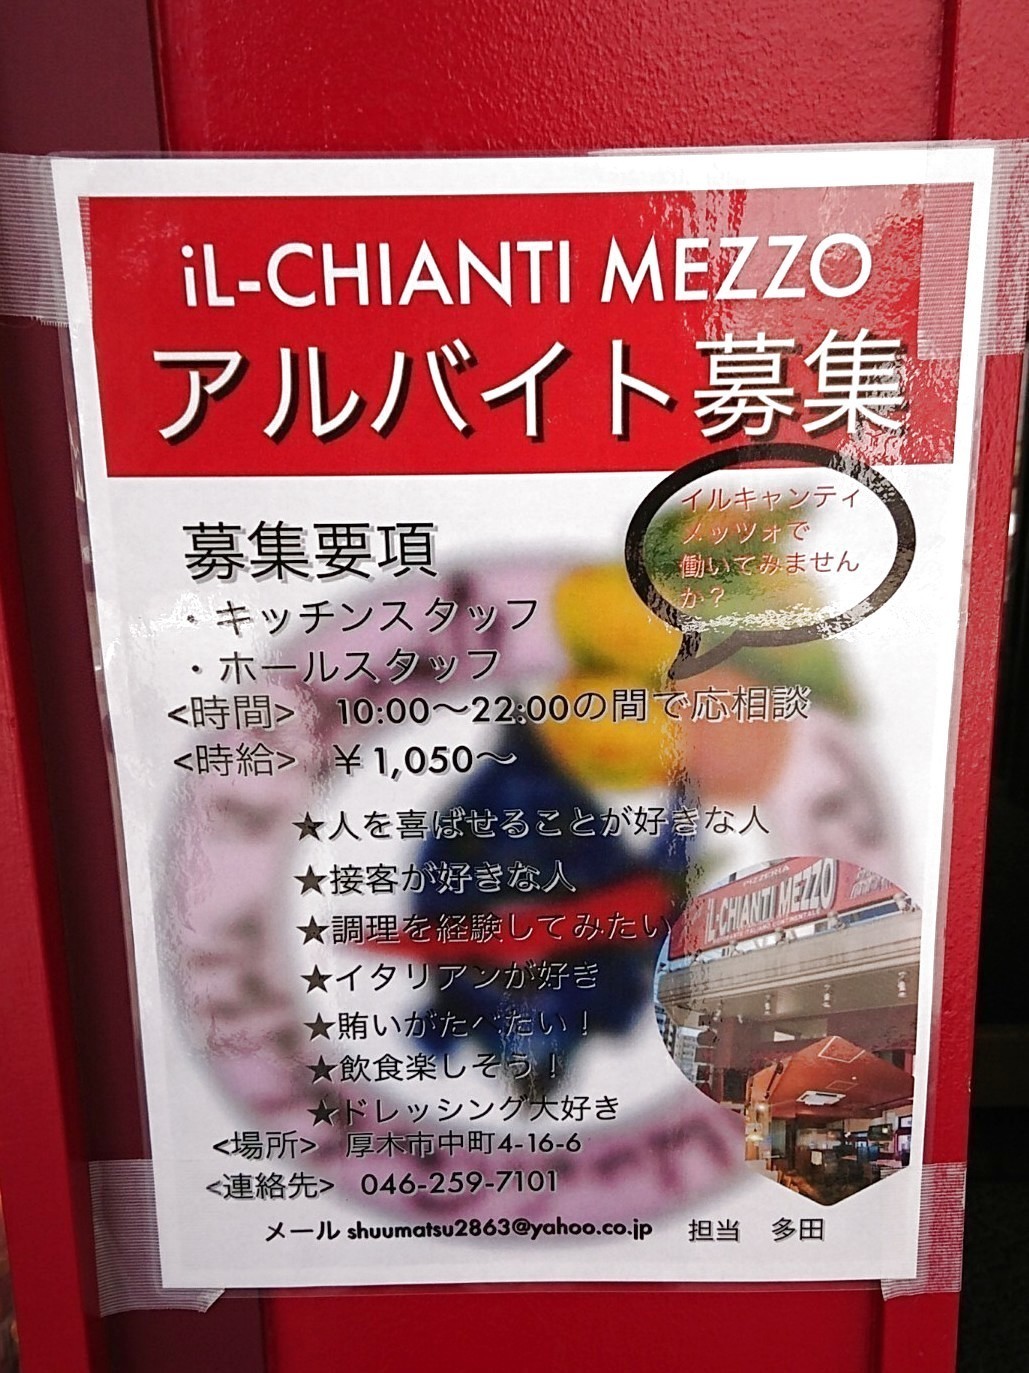 iL-CHIANTI MEZZO
アルバイト募集
イルキャンティ
メッツォで
働いてみません
か？
募集要項
・キッチンスタッフ
・ホールスタッフ
<時間>　10:00〜22:00の間で応相談
<時給>　￥1,050〜
★人を喜ばせることが好きな人
★接客が好きな人
★調理を経験してみたい
★イタリアンが好き
★賄いがたべたい！
★飲食楽しそう！
★ドレッシング大好き
PIZZERIA
iL-CHIANTI MEZZO
<場所>　厚木市中町4-16-6
<連絡先>　046-259-7101
メール shuumatsu2863@yahoo.co.jp　担当　多田